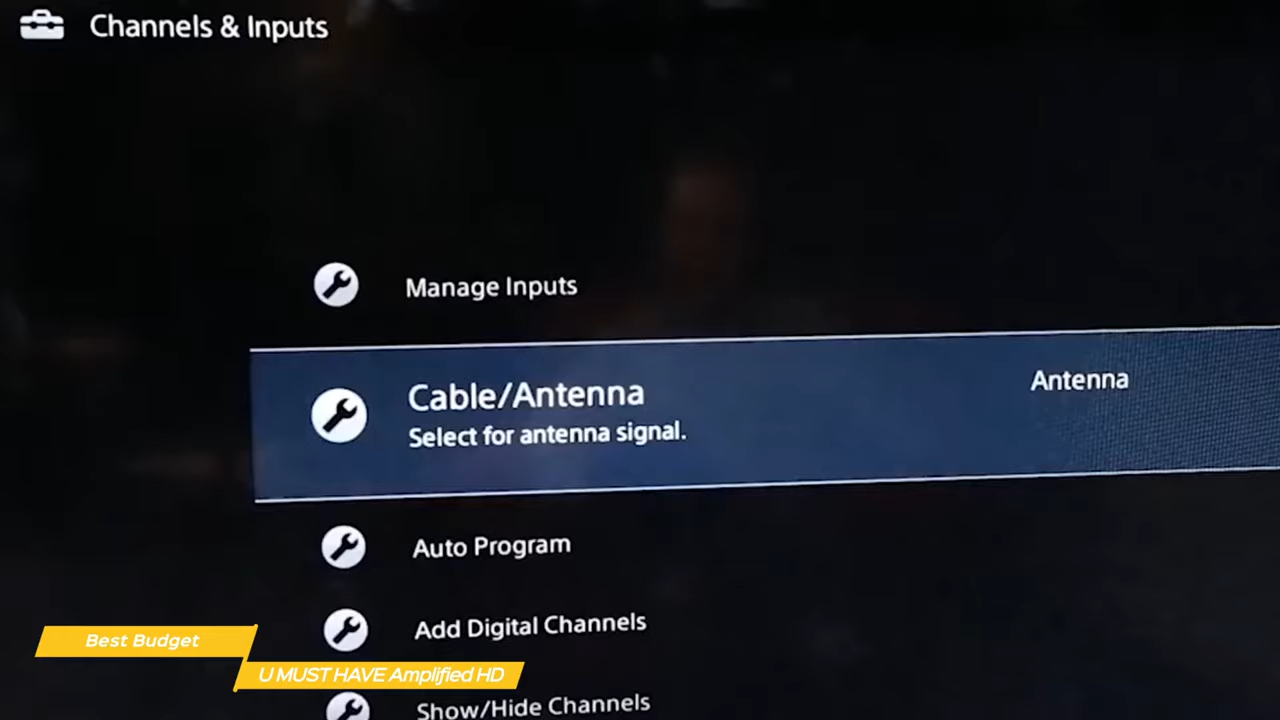 Channels & Inputs
Manage Inputs
Cable/Antenna
Antenna
Select for antenna signal.
Auto Program
Add Digital Channels
Show/Hide Channels
Best Budget
U MUST HAVE Amplified HD